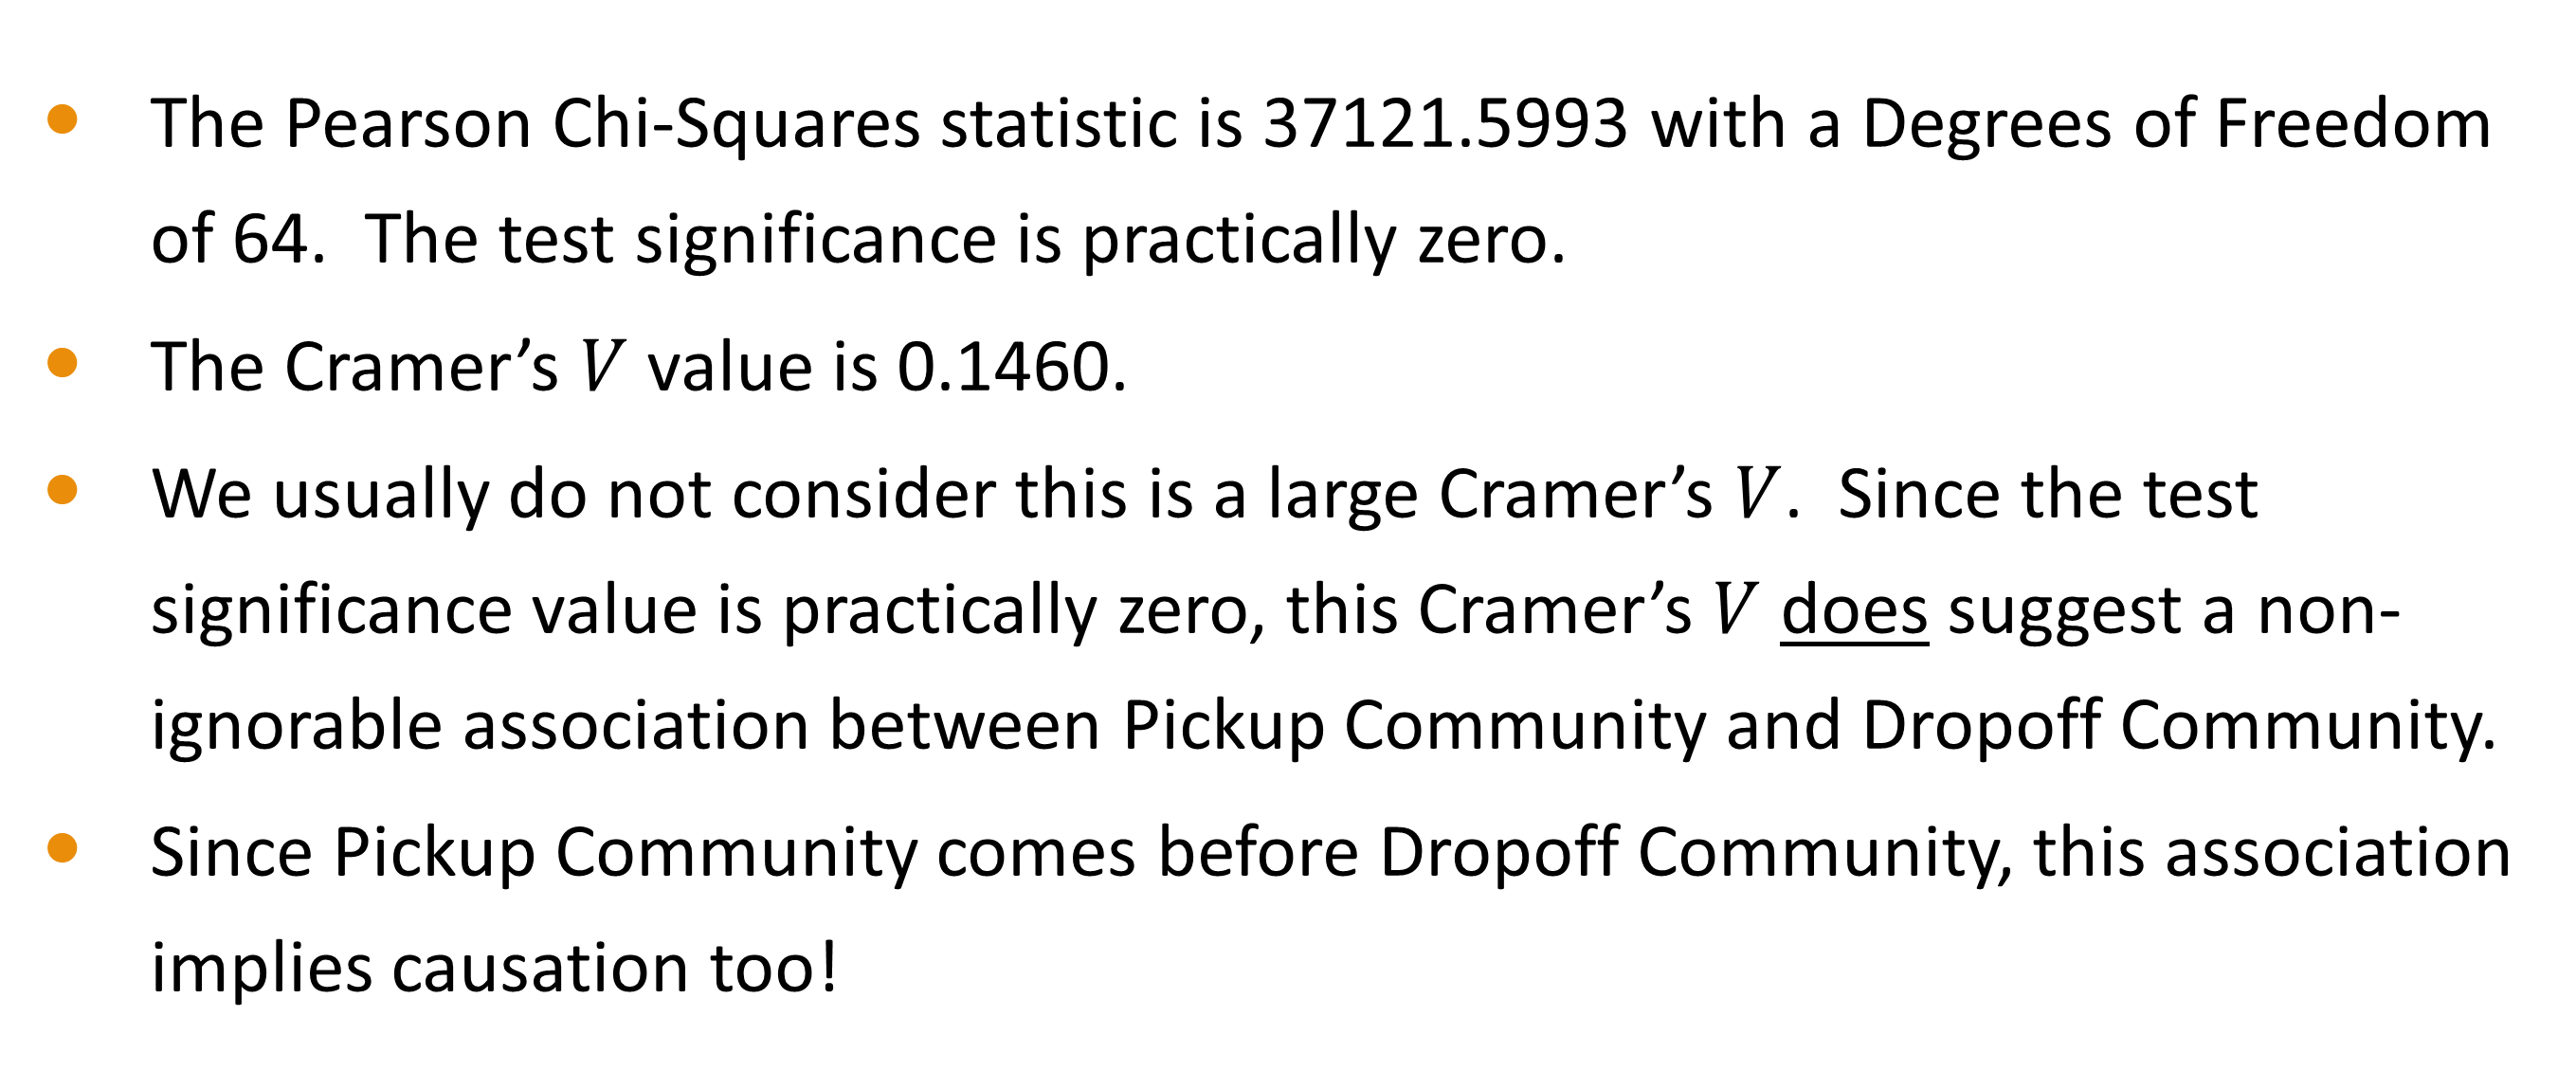 • The Pearson Chi-Squares statistic is 37121.5993 with a Degrees of Freedom
of 64.  The test significance is practically zero.
• The Cramer’s V value is 0.1460.
• We usually do not consider this is a large Cramer’s V.  Since the test
significance value is practically zero, this Cramer’s V does suggest a non-
ignorable association between Pickup Community and Dropoff Community.
• Since Pickup Community comes before Dropoff Community, this association
implies causation too!